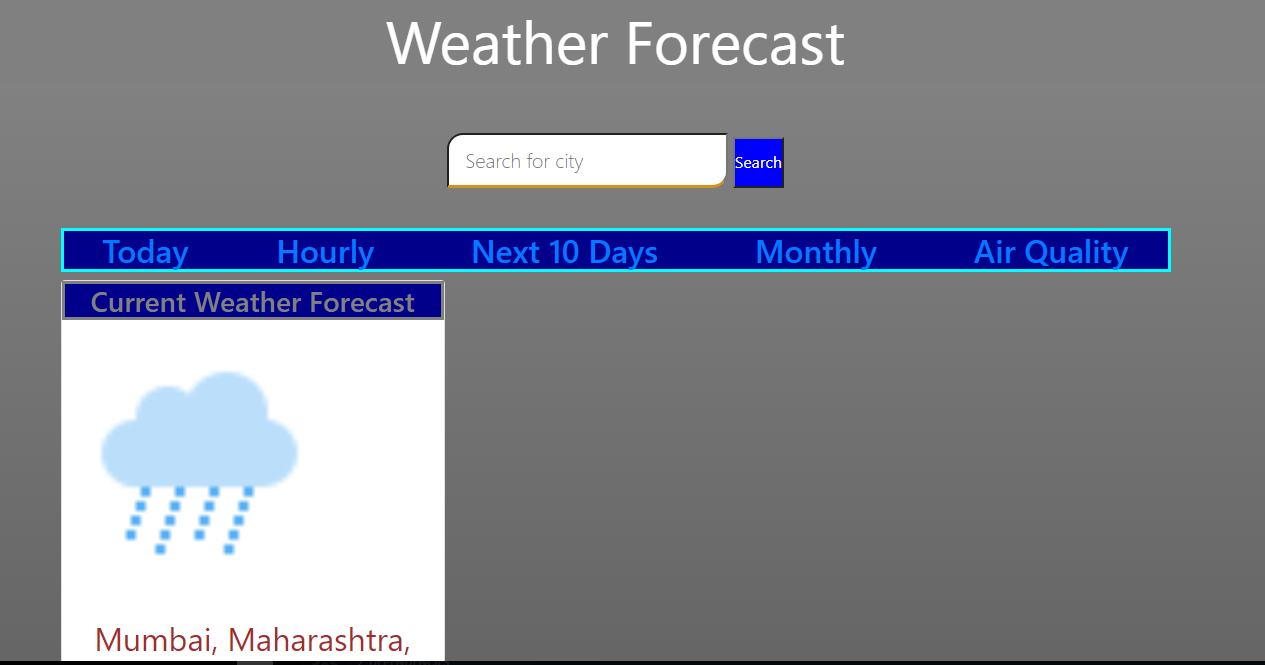 Weather Forecast
Search for city Search
Today Hourly Next 10 Days Monthly Air Quality
Current Weather Forecast
Mumbai, Maharashtra,